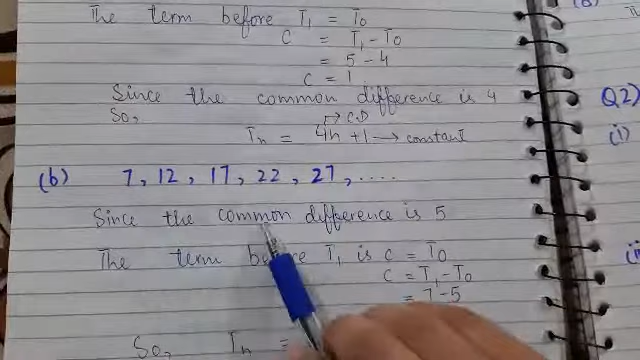 The term before T₁ = T₀
C = T₁ - T₀
= 5 - 4
C = 1
Since the common difference is 4
So,
→ C.D
Tₙ = 4n + 1 → constant
(b) 7, 12, 17, 22, 27, ....
Since the common difference is 5
The term before T₁ is C = T₀
C = T₁ - T₀
= 7 - 5
So, Tₙ =
Q2)
(i)